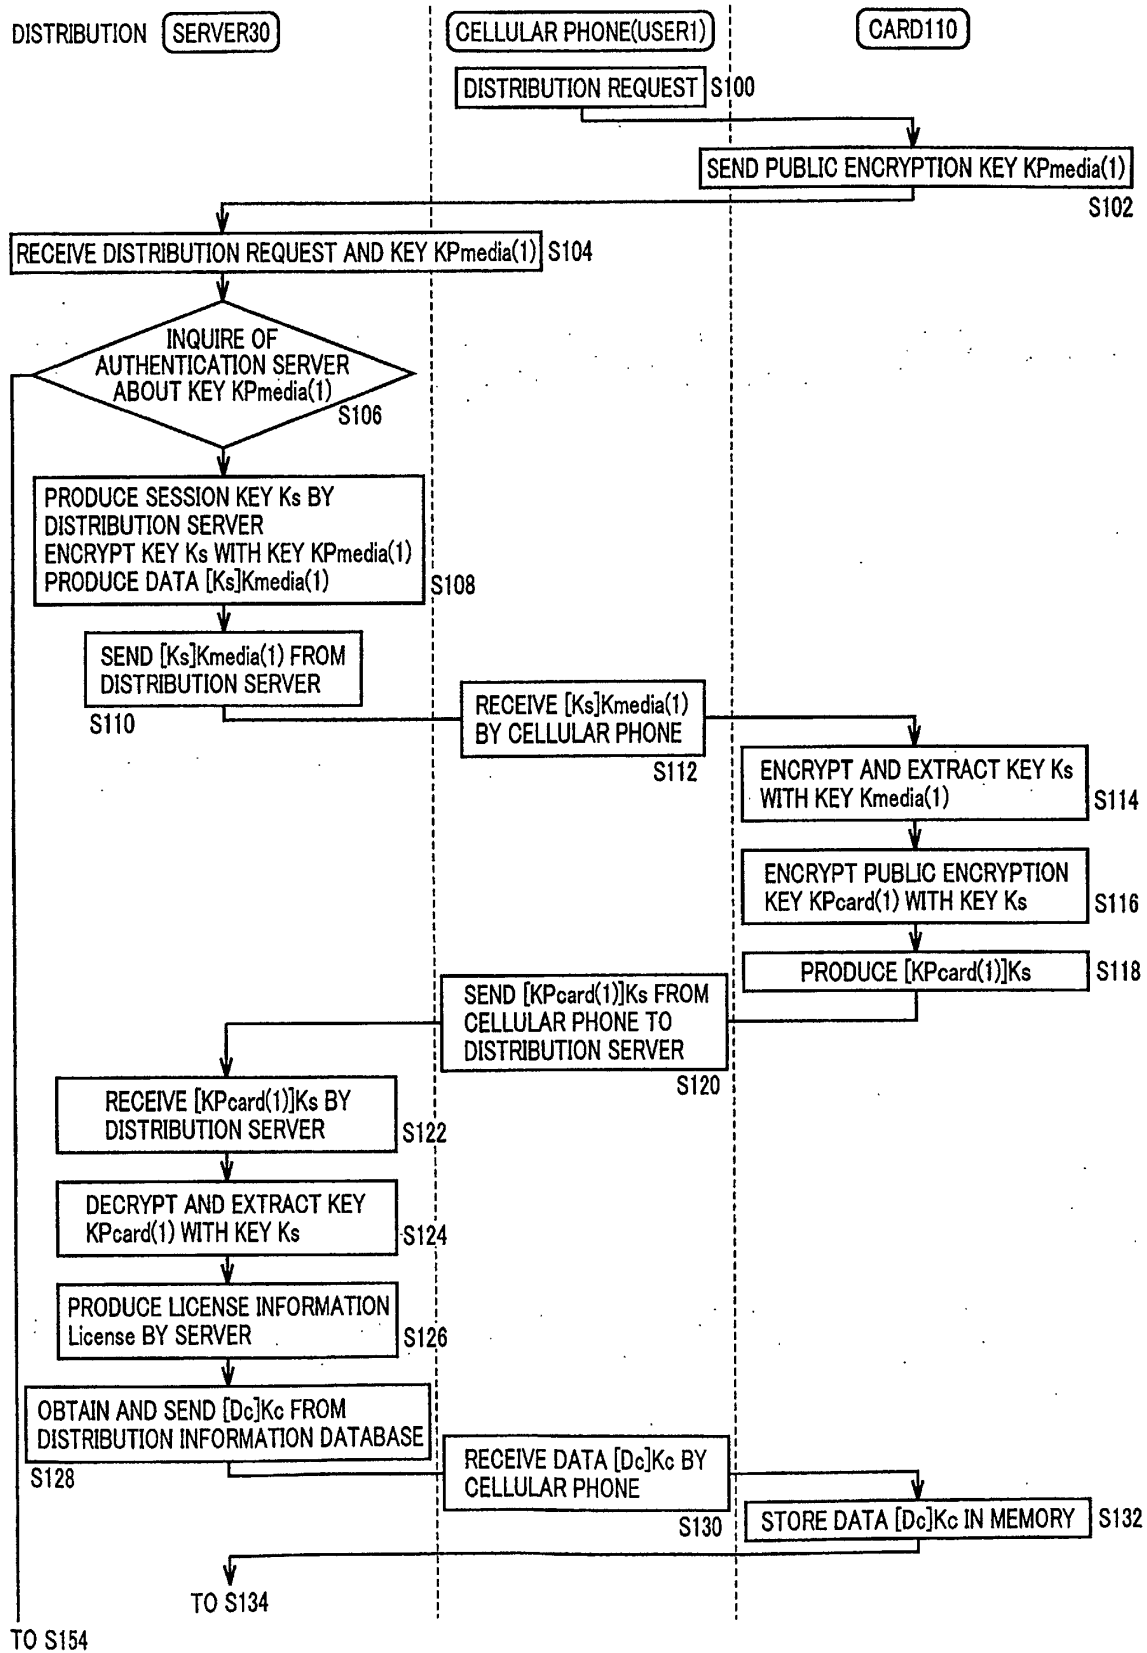 DISTRIBUTION SERVER30
CELLULAR PHONE(USER1)
CARD110
DISTRIBUTION REQUEST S100
SEND PUBLIC ENCRYPTION KEY KPmedia(1)
S102
RECEIVE DISTRIBUTION REQUEST AND KEY KPmedia(1) S104
INQUIRE OF
AUTHENTICATION SERVER
ABOUT KEY KPmedia(1)
S106
PRODUCE SESSION KEY Ks BY
DISTRIBUTION SERVER
ENCRYPT KEY Ks WITH KEY KPmedia(1)
PRODUCE DATA [Ks]Kmedia(1)
S108
SEND [Ks]Kmedia(1) FROM
DISTRIBUTION SERVER
S110
RECEIVE [Ks]Kmedia(1)
BY CELLULAR PHONE
S112
ENCRYPT AND EXTRACT KEY Ks
WITH KEY Kmedia(1)
S114
ENCRYPT PUBLIC ENCRYPTION
KEY KPcard(1) WITH KEY Ks
S116
PRODUCE [KPcard(1)]Ks
S118
SEND [KPcard(1)]Ks FROM
CELLULAR PHONE TO
DISTRIBUTION SERVER
S120
RECEIVE [KPcard(1)]Ks BY
DISTRIBUTION SERVER
S122
DECRYPT AND EXTRACT KEY
KPcard(1) WITH KEY Ks
S124
PRODUCE LICENSE INFORMATION
License BY SERVER
S126
OBTAIN AND SEND [Dc]Kc FROM
DISTRIBUTION INFORMATION DATABASE
S128
RECEIVE DATA [Dc]Kc BY
CELLULAR PHONE
S130
STORE DATA [Dc]Kc IN MEMORY S132
TO S134
TO S154